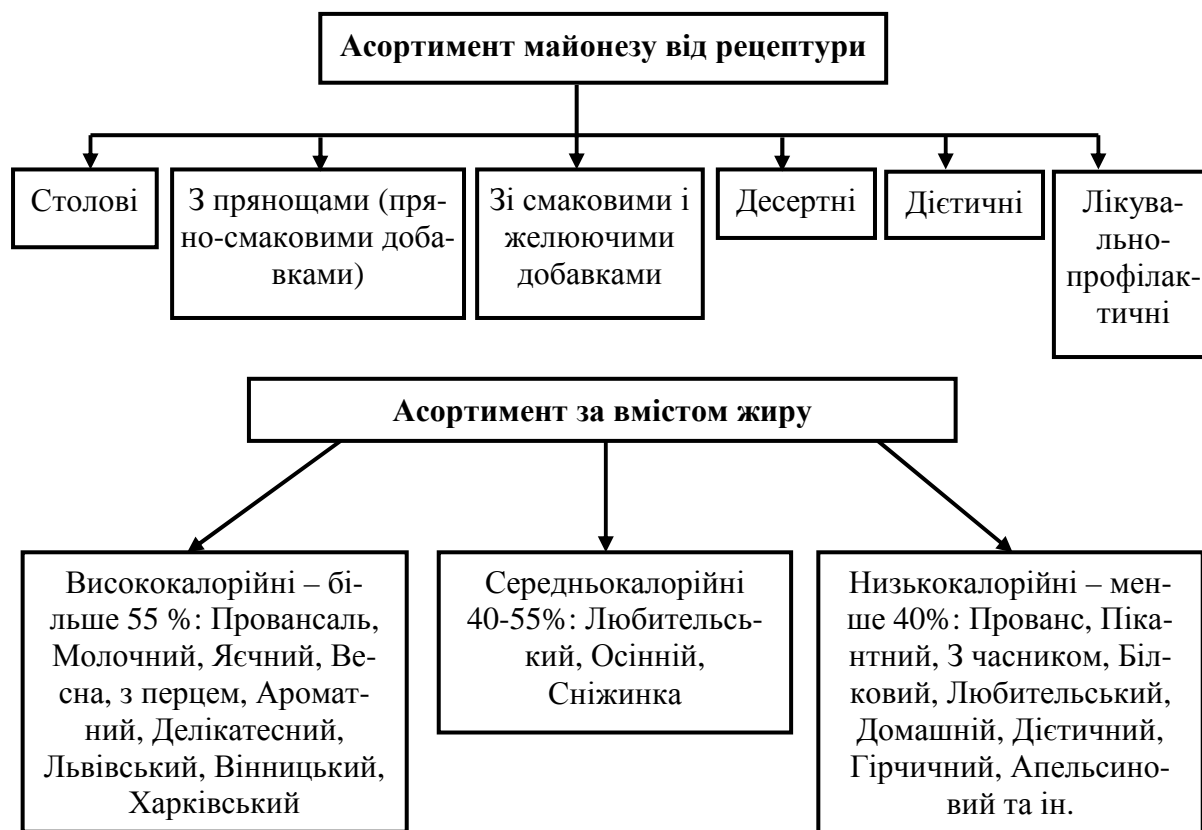 Асортимент майонезу від рецептури
Столові
З прянощами (пря-
но-смаковими доба-
вками)
Зі смаковими і
желюючими
добавками
Десертні
Дієтичні
Лікува-
льно-
профілак-
тичні
Асортимент за вмістом жиру
Висококалорійні – бі-
льше 55 %: Провансаль,
Молочний, Яєчний, Ве-
сна, з перцем, Аромат-
ний, Делікатесний,
Львівський, Вінницький,
Харківський
Середньокалорійні
40-55%: Любительсь-
кий, Осінній,
Сніжинка
Низькокалорійні – мен-
ше 40%: Прованс, Піка-
нтний, З часником, Біл-
ковий, Любительський,
Домашній, Дієтичний,
Гірчичний, Апельсино-
вий та ін.